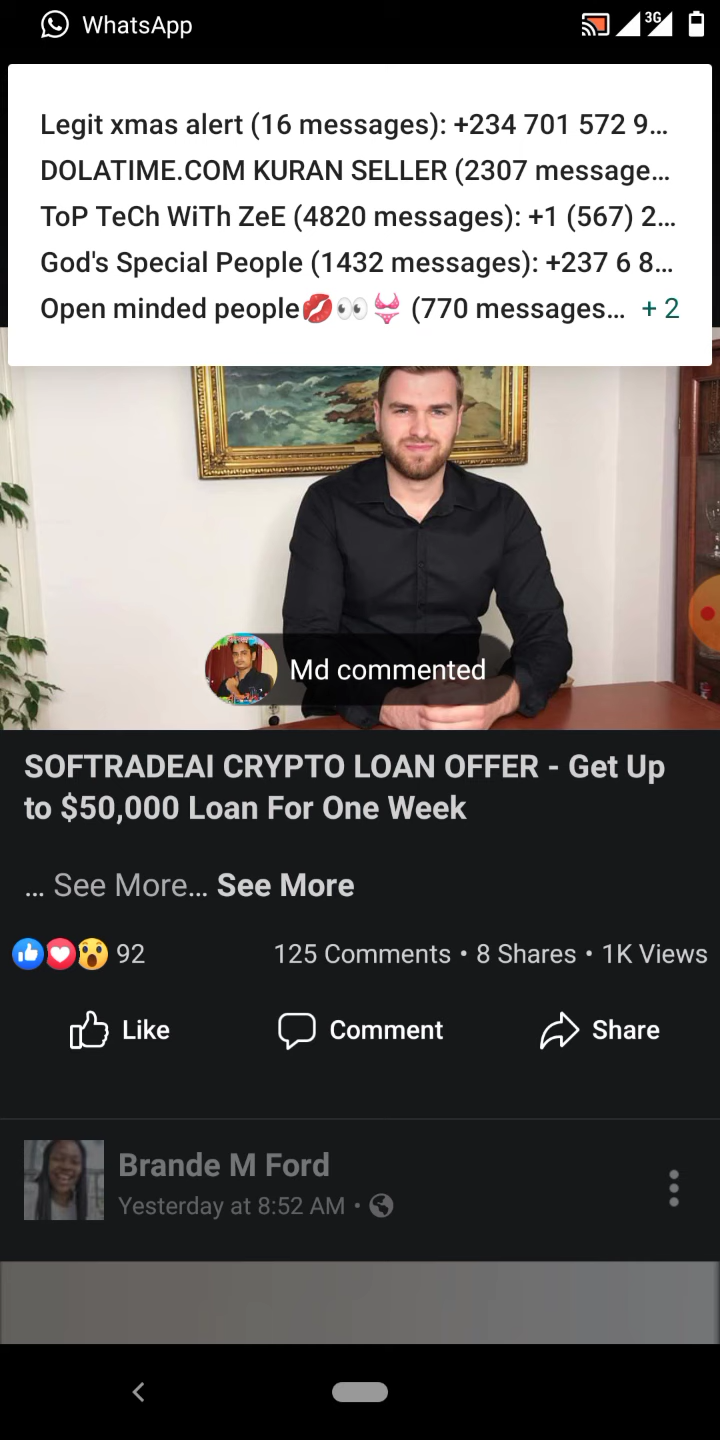 WhatsApp
3G
Legit xmas alert (16 messages): +234 701 572 9…
DOLATIME.COM KURAN SELLER (2307 message…
ToP TeCh WiTh ZeE (4820 messages): +1 (567) 2…
God's Special People (1432 messages): +237 6 8…
Open minded people💋👀👙 (770 messages… + 2
Md commented
SOFTRADEAI CRYPTO LOAN OFFER - Get Up
to $50,000 Loan For One Week
… See More… See More
92 125 Comments • 8 Shares • 1K Views
Like Comment Share
Brande M Ford
Yesterday at 8:52 AM •